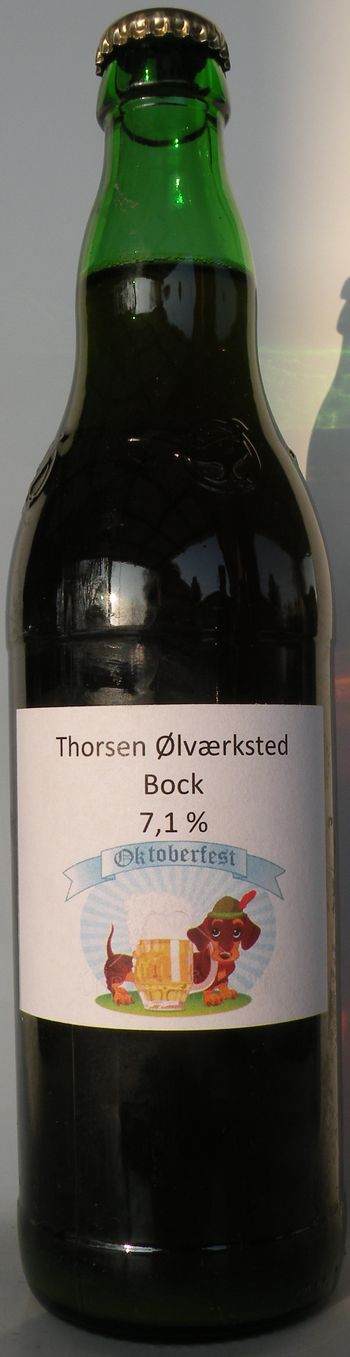 Thorsen Ølværksted
Bock
7,1 %
Oktoberfest